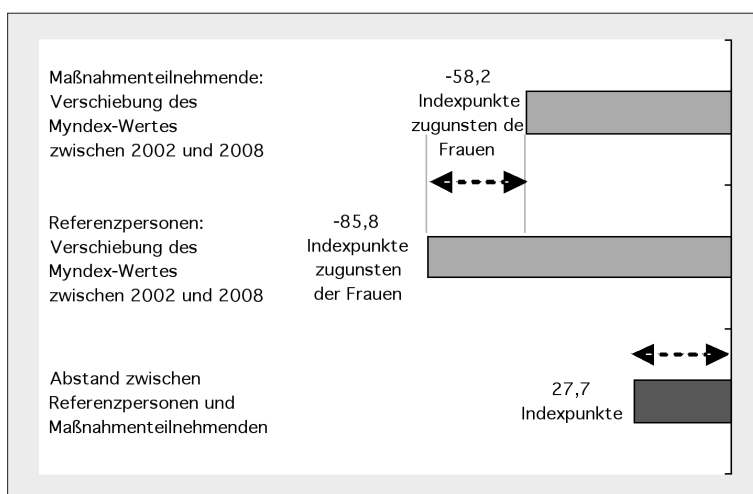 Maßnahmenteilnehmende:
Verschiebung des
Myndex-Wertes
zwischen 2002 und 2008
-58,2
Indexpunkte
zugunsten de
Frauen
Referenzpersonen:
Verschiebung des
Myndex-Wertes
zwischen 2002 und 2008
-85,8
Indexpunkte
zugunsten
der Frauen
Abstand zwischen
Referenzpersonen und
Maßnahmenteilnehmenden
27,7
Indexpunkte